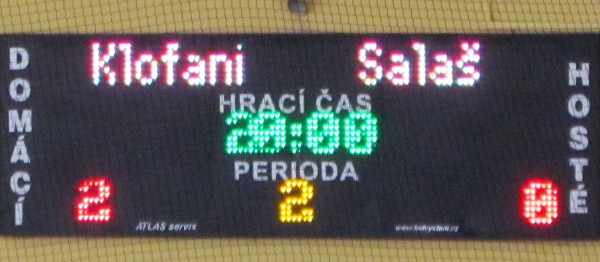 Klofani Salaš
DOMÁCÍ
HOSTÉ
HRACÍ ČAS
20:00
PERIODA
2 2 0
ATLAS servis